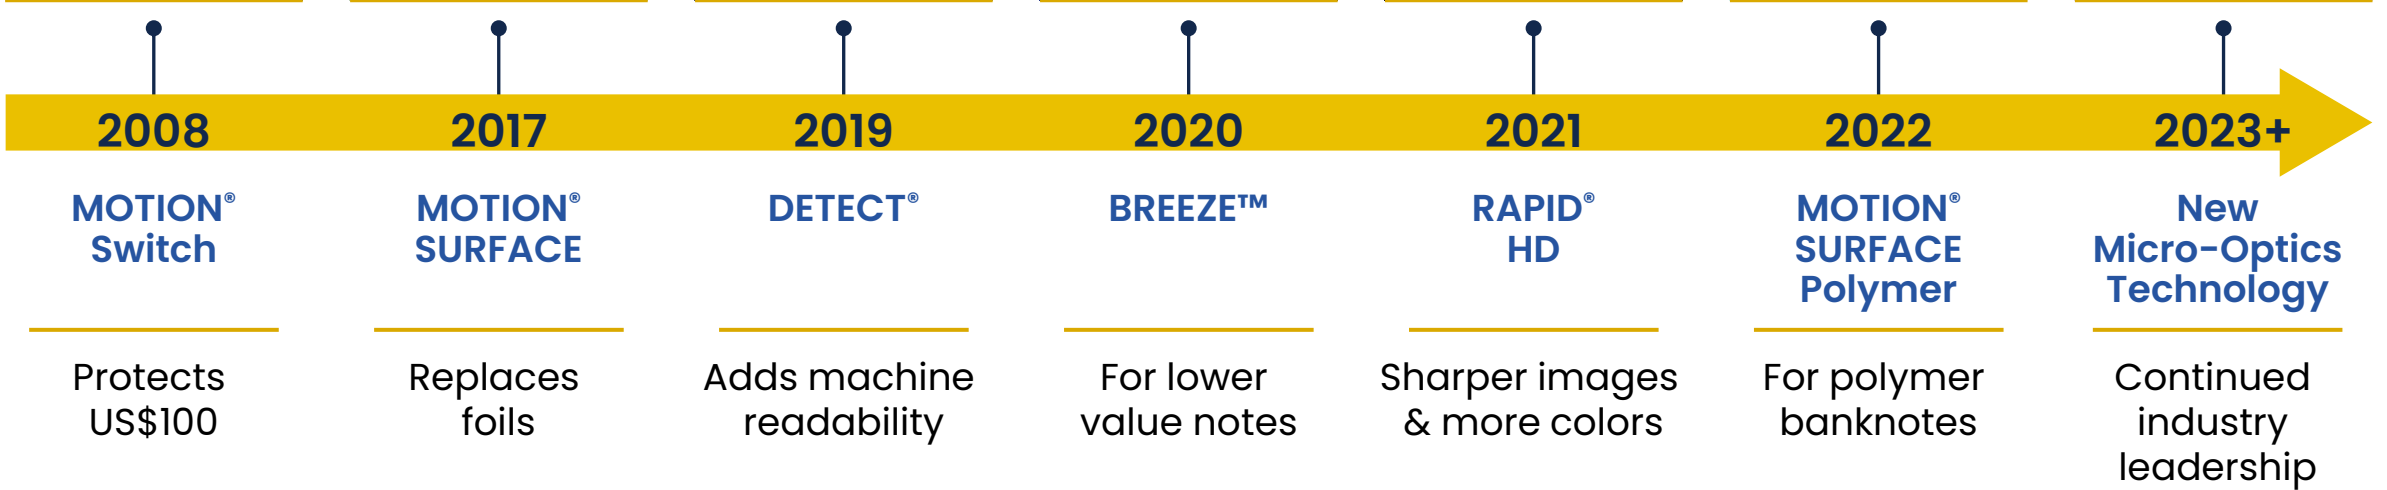 2008 2017 2019 2020 2021 2022 2023+
MOTION®
Switch
MOTION®
SURFACE
DETECT®
BREEZE™
RAPID®
HD
MOTION®
SURFACE
Polymer
New
Micro-Optics
Technology
Protects
US$100
Replaces
foils
Adds machine
readability
For lower
value notes
Sharper images
& more colors
For polymer
banknotes
Continued
industry
leadership